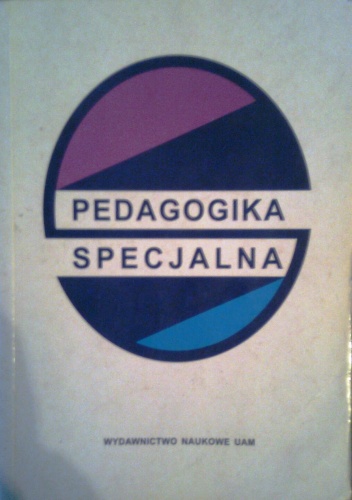 PEDAGOGIKA
SPECJALNA
WYDAWNICTWO NAUKOWE UAM